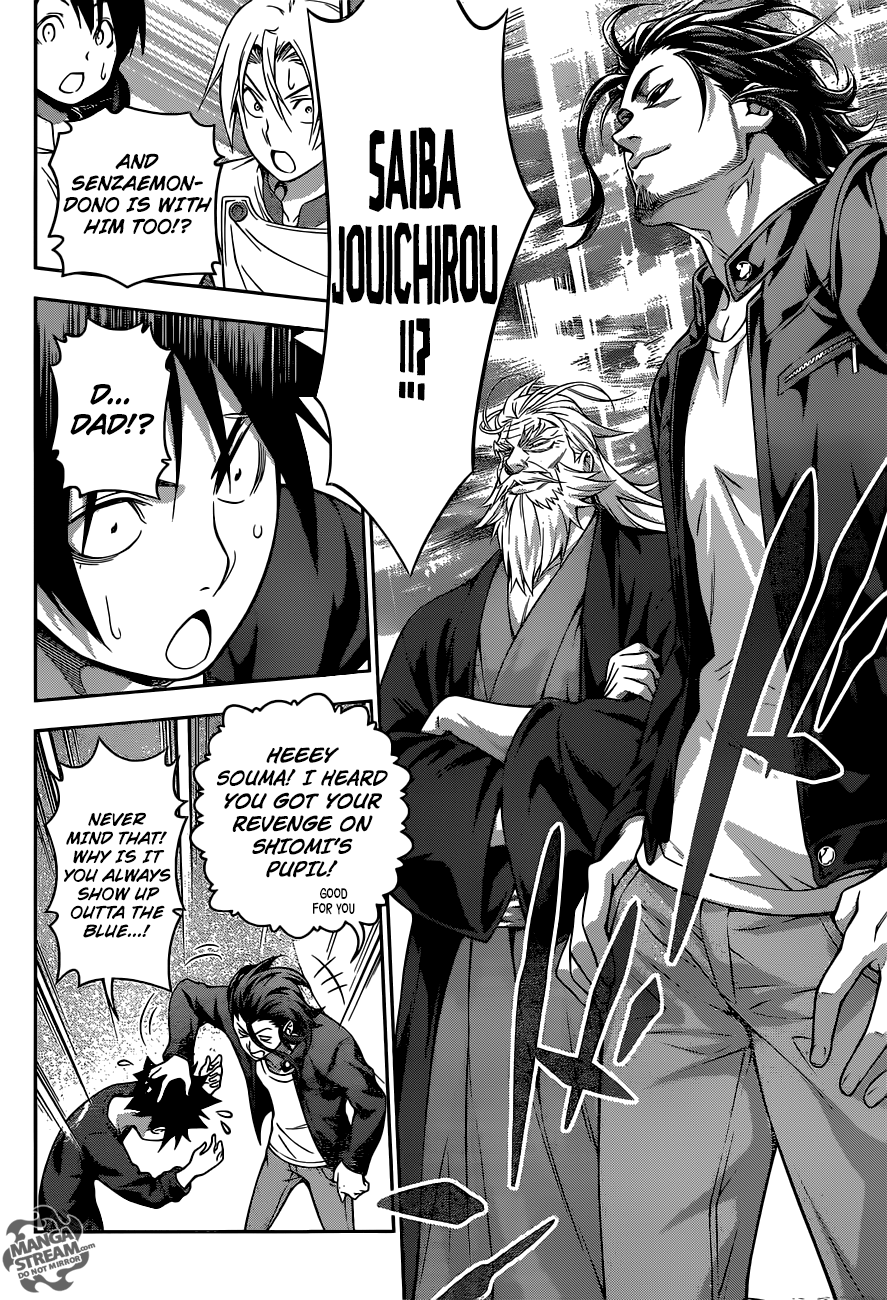 SAIBA
JOUICHIROU
!!?
AND
SENZAEMON-
DONO IS WITH
HIM TOO!?
D...
DAD!?
HEEEY
SOUMA! I HEARD
YOU GOT YOUR
REVENGE ON
SHIOMI'S
PUPIL!
GOOD
FOR YOU
NEVER
MIND THAT!
WHY IS IT
YOU ALWAYS
SHOW UP
OUTTA THE
BLUE...!
MANGA
STREAM.com
DO NOT MIRROR